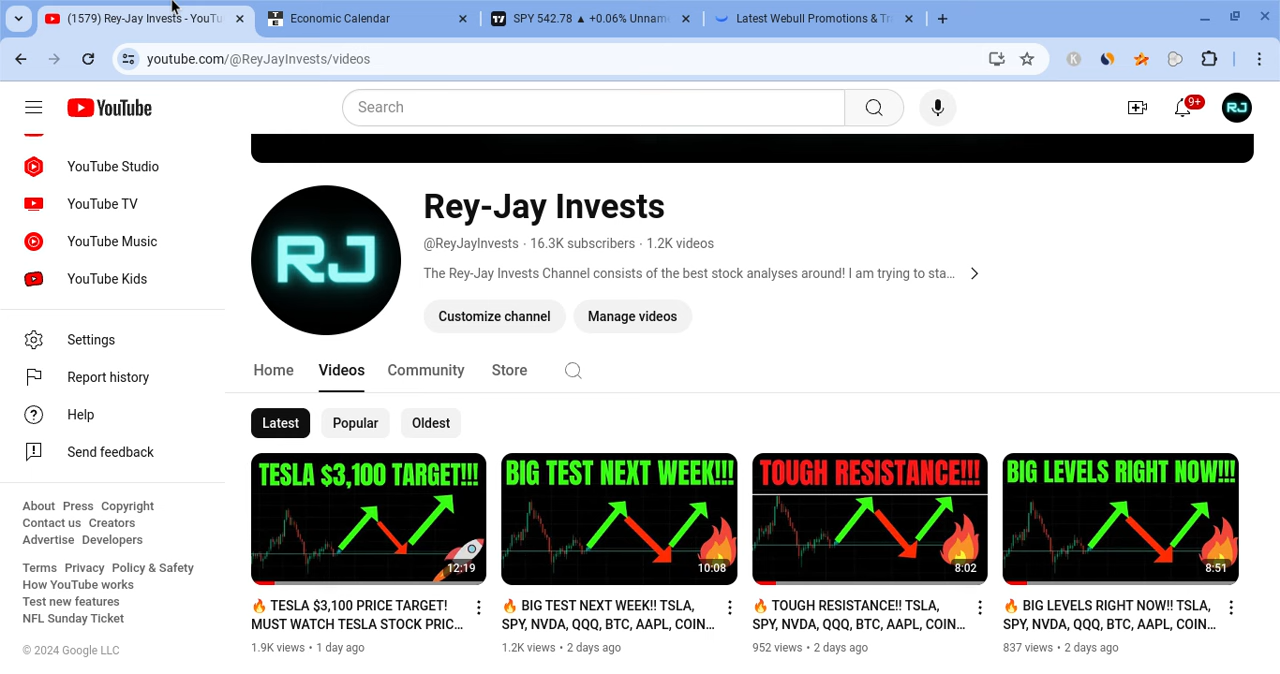 (1579) Rey-Jay Invests - YouTu
Economic Calendar
SPY 542.78 ▲ +0.06% Unnam
Latest Webull Promotions & Tr
youtube.com/@ReyJayInvests/videos
YouTube
Search
9+
RJ
YouTube Studio
YouTube TV
YouTube Music
YouTube Kids
Settings
Report history
Help
Send feedback
About Press Copyright
Contact us Creators
Advertise Developers
Terms Privacy Policy & Safety
How YouTube works
Test new features
NFL Sunday Ticket
© 2024 Google LLC
RJ
Rey-Jay Invests
@ReyJayInvests · 16.3K subscribers · 1.2K videos
The Rey-Jay Invests Channel consists of the best stock analyses around! I am trying to sta...
Customize channel
Manage videos
Home
Videos
Community
Store
Latest
Popular
Oldest
TESLA $3,100 TARGET!!!
12:19
🔥 TESLA $3,100 PRICE TARGET!
MUST WATCH TESLA STOCK PRIC...
1.9K views • 1 day ago
BIG TEST NEXT WEEK!!!
10:08
🔥 BIG TEST NEXT WEEK!! TSLA,
SPY, NVDA, QQQ, BTC, AAPL, COIN...
1.2K views • 2 days ago
TOUGH RESISTANCE!!!
8:02
🔥 TOUGH RESISTANCE!! TSLA,
SPY, NVDA, QQQ, BTC, AAPL, COIN...
952 views • 2 days ago
BIG LEVELS RIGHT NOW!!!
8:51
🔥 BIG LEVELS RIGHT NOW!! TSLA,
SPY, NVDA, QQQ, BTC, AAPL, COIN...
837 views • 2 days ago